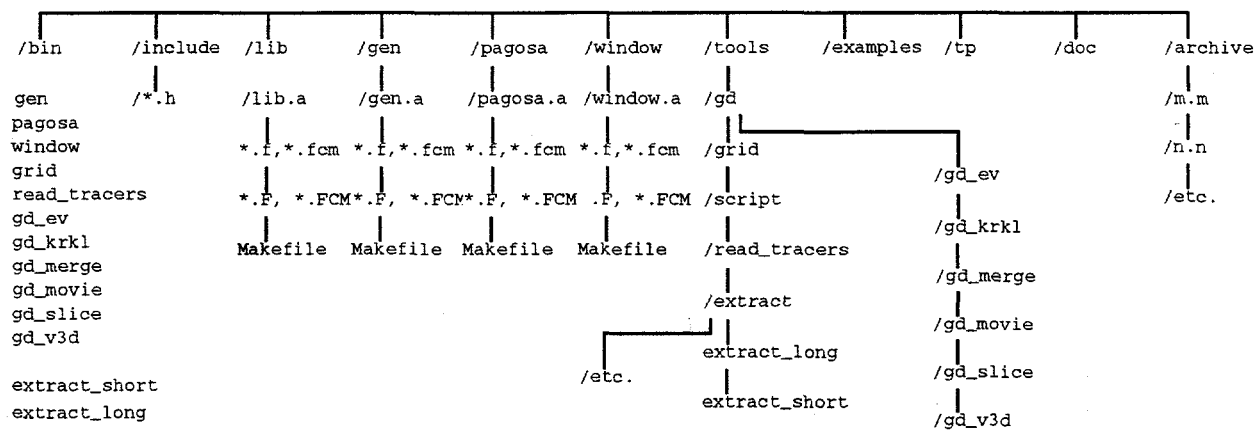 /bin /include /lib /gen /pagosa /window /tools /examples /tp /doc /archive
gen /*.h /lib.a /gen.a /pagosa.a /window.a /gd /m.m
pagosa
window *.f,*.fcm *.f,*.fcm *.f,*.fcm *.f,*.fcm /grid /n.n
grid /gd_ev
read_tracers *.F, *.FCM *.F, *.FCM *.F, *.FCM .F, *.FCM /script /etc.
gd_ev /gd_krkl
gd_krkl Makefile Makefile Makefile Makefile /read_tracers
gd_merge /gd_merge
gd_movie /extract
gd_slice /gd_movie
gd_v3d extract_long
/etc. /gd_slice
extract_short extract_short
extract_long /gd_v3d